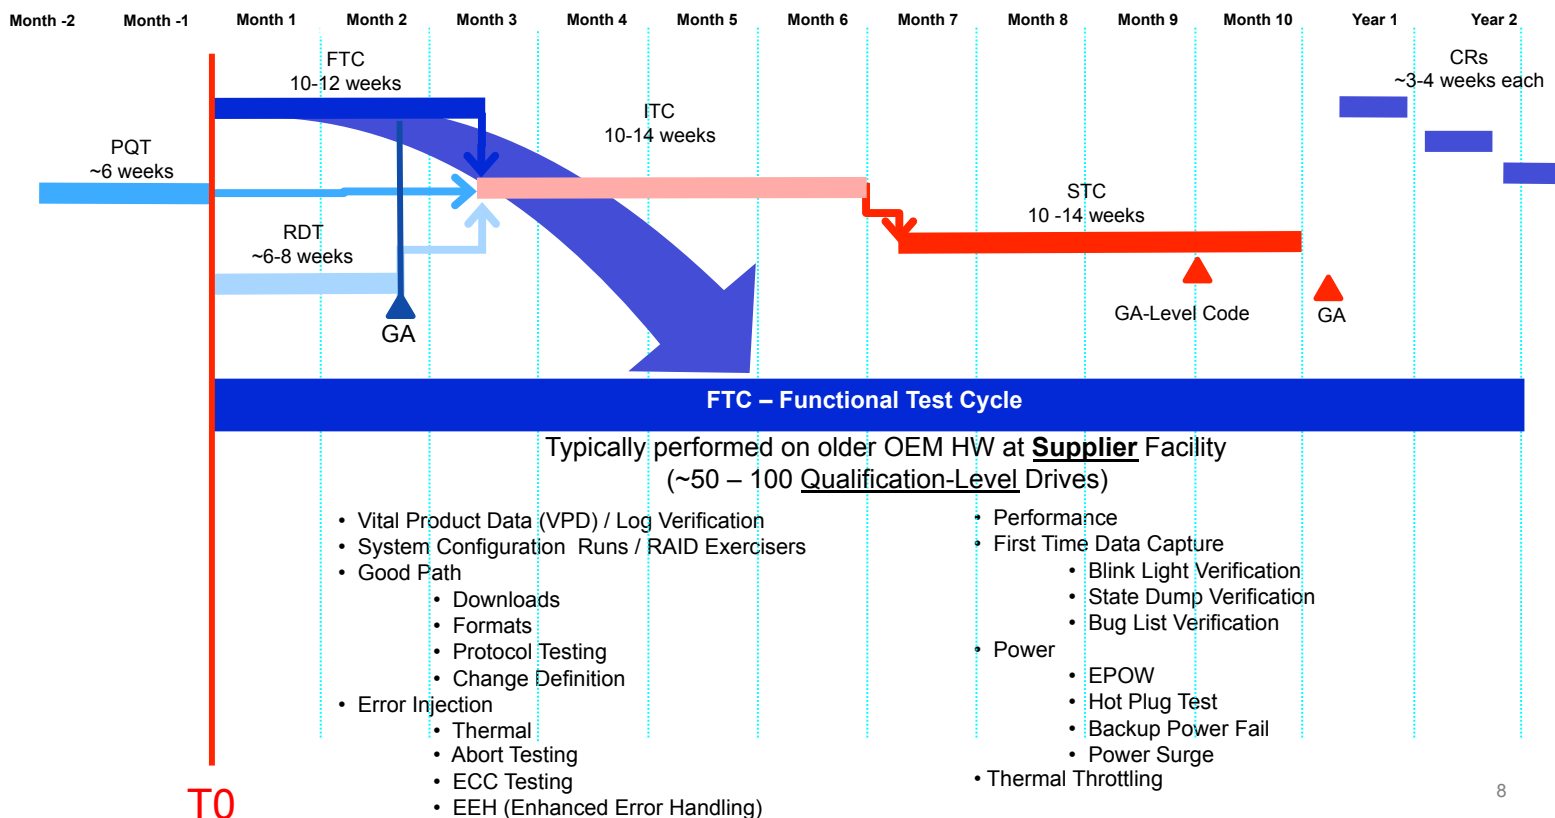 Month -2 Month -1 Month 1 Month 2 Month 3 Month 4 Month 5 Month 6 Month 7 Month 8 Month 9 Month 10 Year 1 Year 2
FTC
10-12 weeks
CRs
~3-4 weeks each
ITC
10-14 weeks
PQT
~6 weeks
STC
10 -14 weeks
RDT
~6-8 weeks
GA
GA-Level Code
GA
FTC – Functional Test Cycle
Typically performed on older OEM HW at Supplier Facility
(~50 – 100 Qualification-Level Drives)
• Vital Product Data (VPD) / Log Verification
• System Configuration Runs / RAID Exercisers
• Good Path
• Downloads
• Formats
• Protocol Testing
• Change Definition
• Error Injection
• Thermal
• Abort Testing
• ECC Testing
• EEH (Enhanced Error Handling)
• Performance
• First Time Data Capture
• Blink Light Verification
• State Dump Verification
• Bug List Verification
• Power
• EPOW
• Hot Plug Test
• Backup Power Fail
• Power Surge
• Thermal Throttling
T0
8